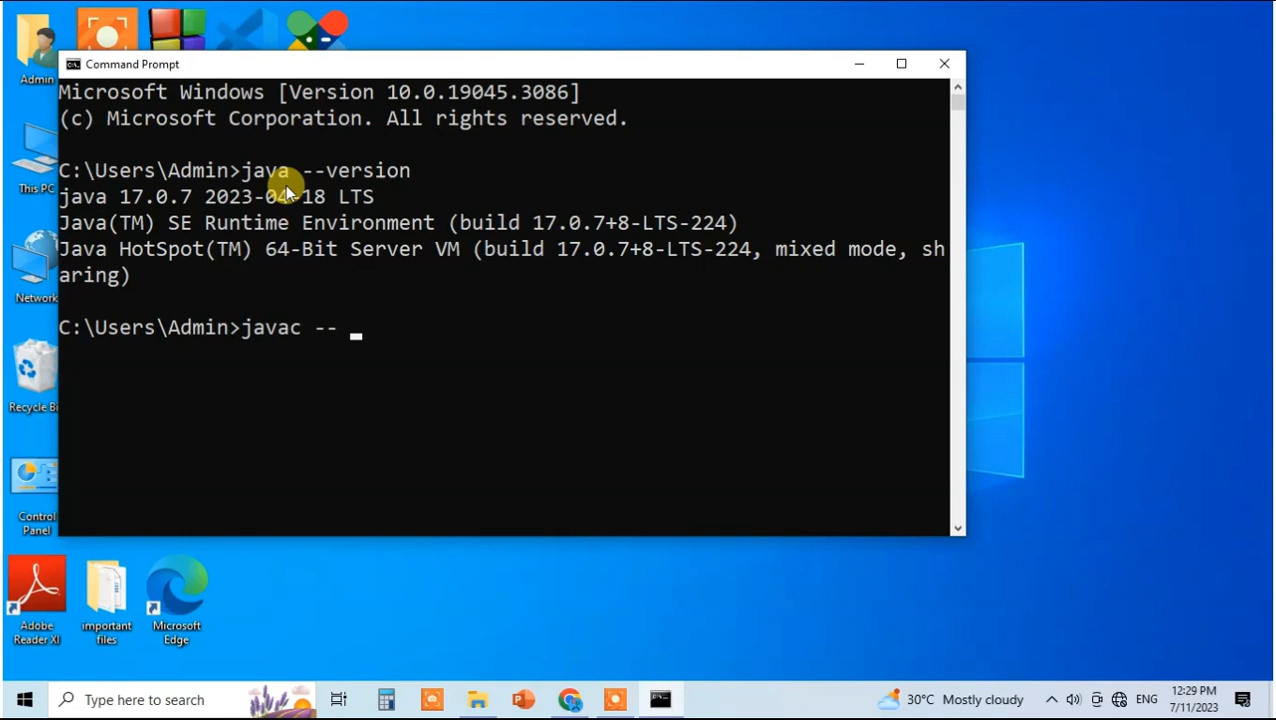 Admin
This PC
Network
Recycle Bi
Control
Panel
Adobe
Reader XI
important
files
Microsoft
Edge
Command Prompt
Microsoft Windows [Version 10.0.19045.3086]
(c) Microsoft Corporation. All rights reserved.
C:\Users\Admin>java --version
java 17.0.7 2023-04-18 LTS
Java(TM) SE Runtime Environment (build 17.0.7+8-LTS-224)
Java HotSpot(TM) 64-Bit Server VM (build 17.0.7+8-LTS-224, mixed mode, sh
aring)
C:\Users\Admin>javac -- _
Type here to search
30°C Mostly cloudy
ENG
12:29 PM
7/11/2023